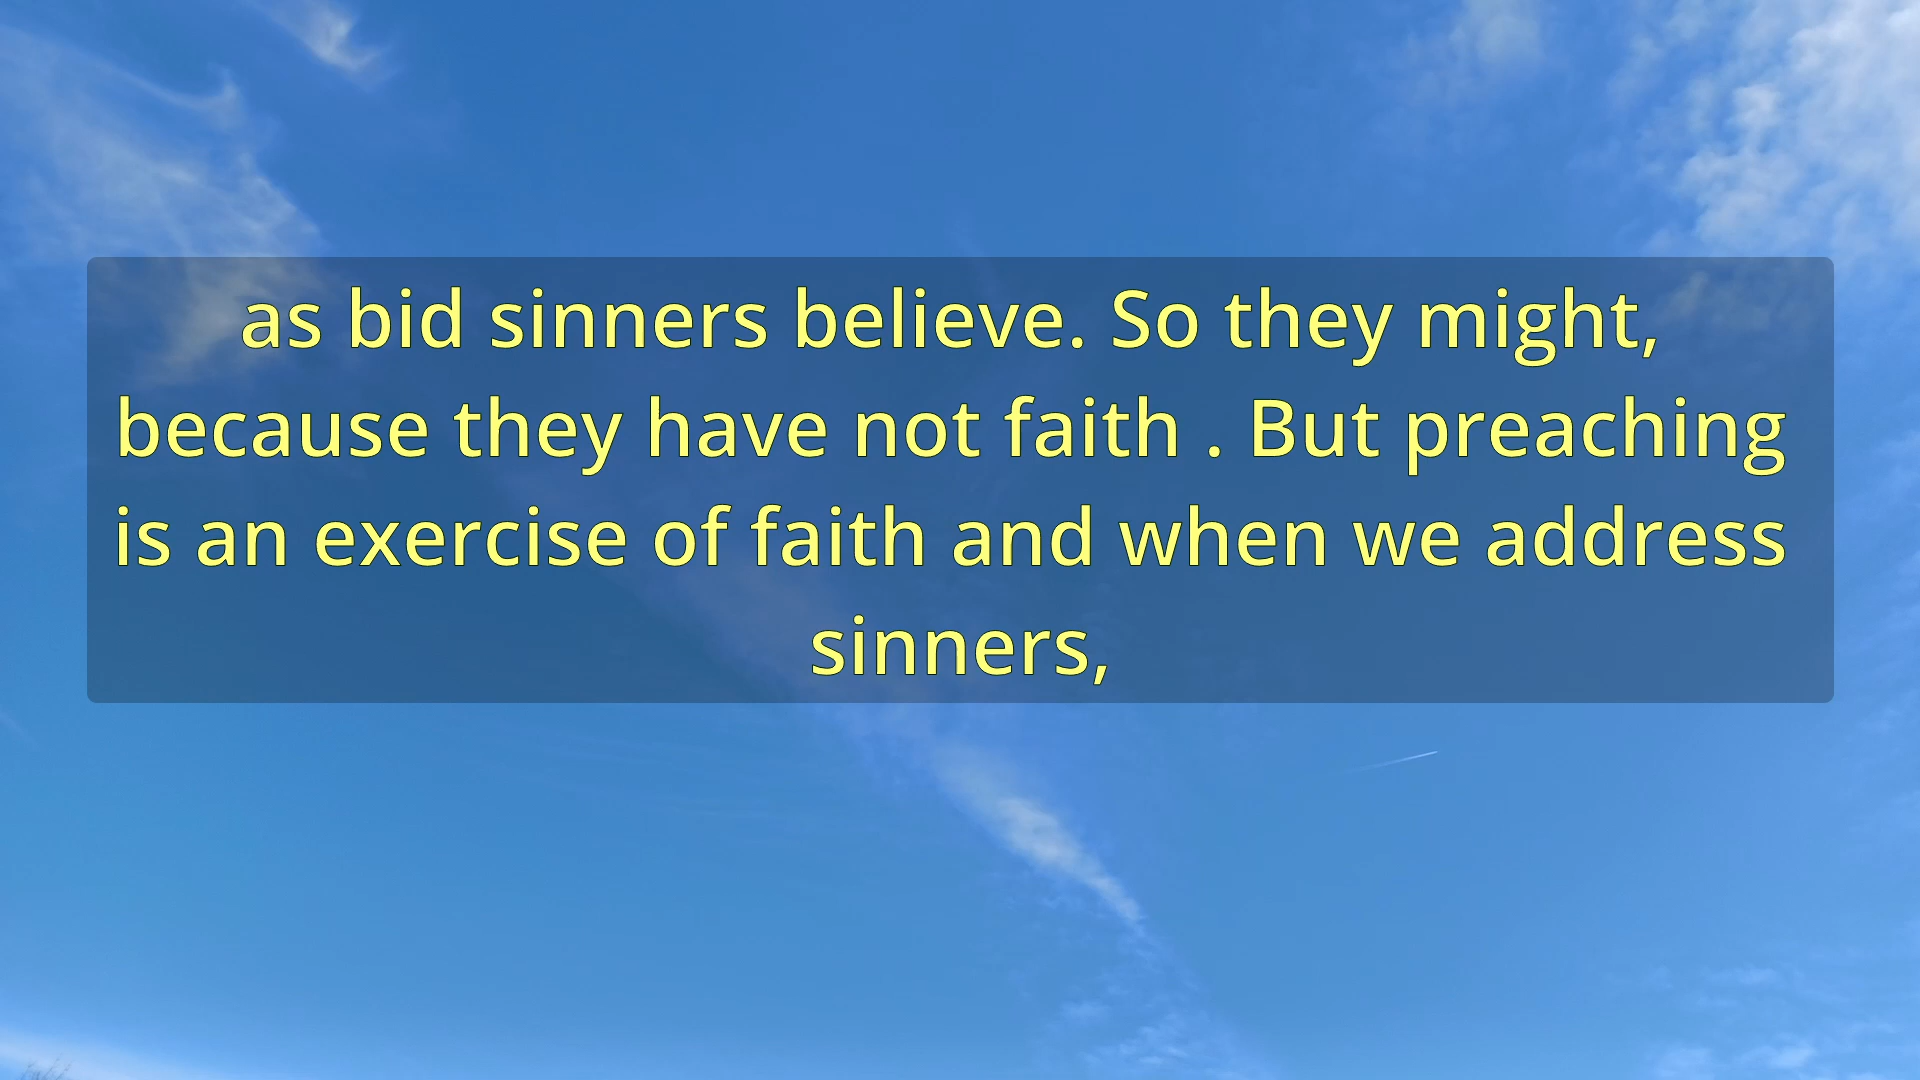 as bid sinners believe. So they might,
because they have not faith . But preaching
is an exercise of faith and when we address
sinners,